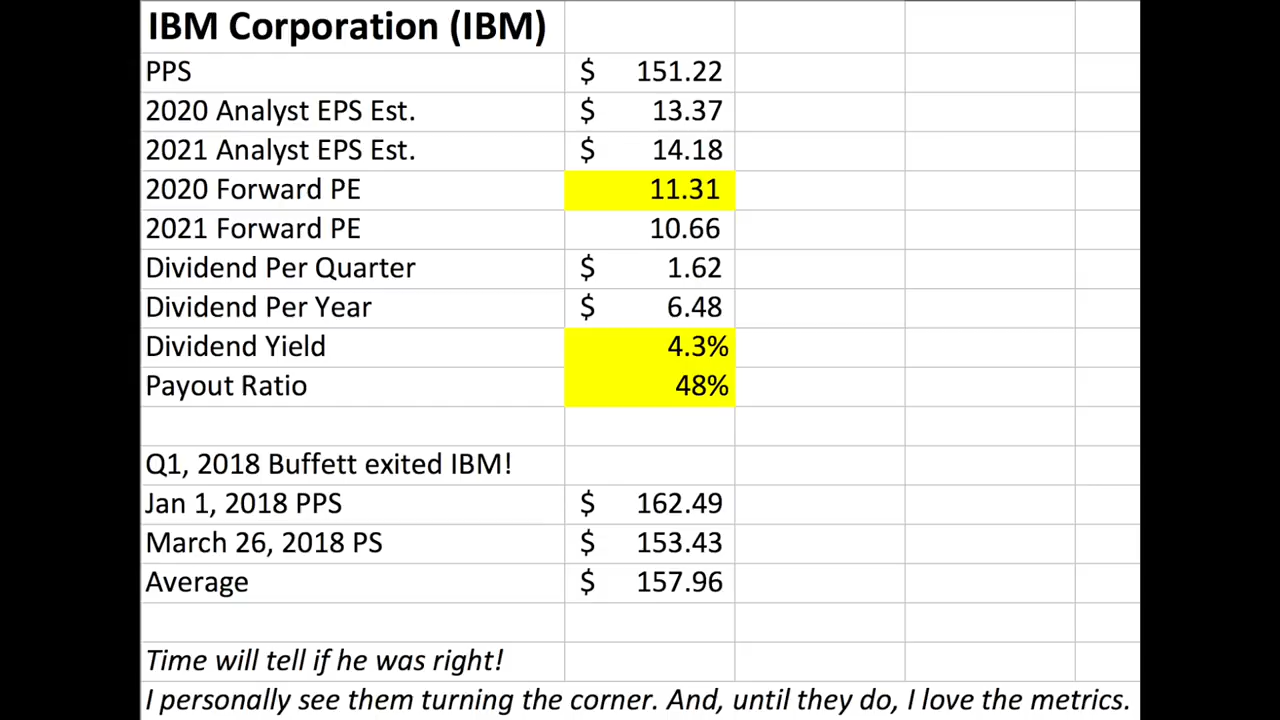 IBM Corporation (IBM)
PPS $ 151.22
2020 Analyst EPS Est. $ 13.37
2021 Analyst EPS Est. $ 14.18
2020 Forward PE 11.31
2021 Forward PE 10.66
Dividend Per Quarter $ 1.62
Dividend Per Year $ 6.48
Dividend Yield 4.3%
Payout Ratio 48%
Q1, 2018 Buffett exited IBM!
Jan 1, 2018 PPS $ 162.49
March 26, 2018 PS $ 153.43
Average $ 157.96
Time will tell if he was right!
I personally see them turning the corner. And, until they do, I love the metrics.